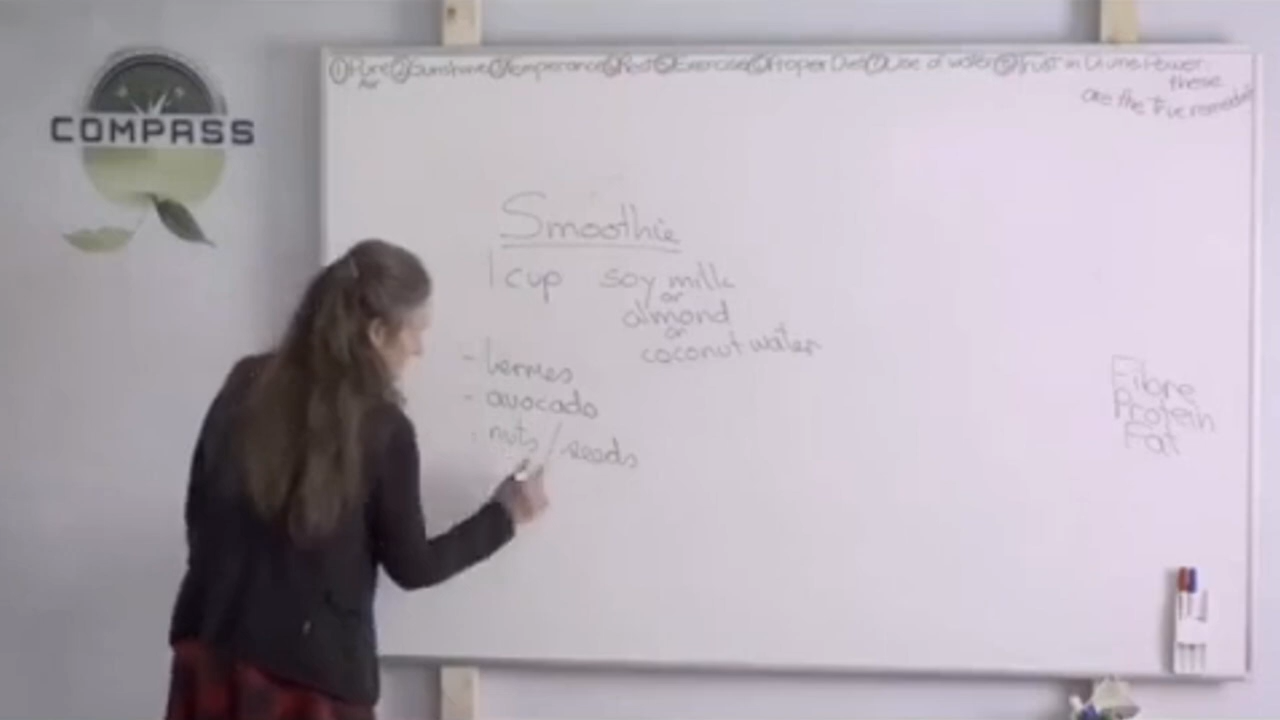 COMPASS
① Pure Air ② Sunshine ③ Temperance ④ Rest ⑤ Exercise ⑥ Proper Diet ⑦ Use of water ⑧ Trust in Divine Power.
these
are the True remedies
Smoothie
1 cup soy milk
or
almond
or
coconut water
- berries
- avocado
- nuts / seeds
Fibre
Protein
Fat